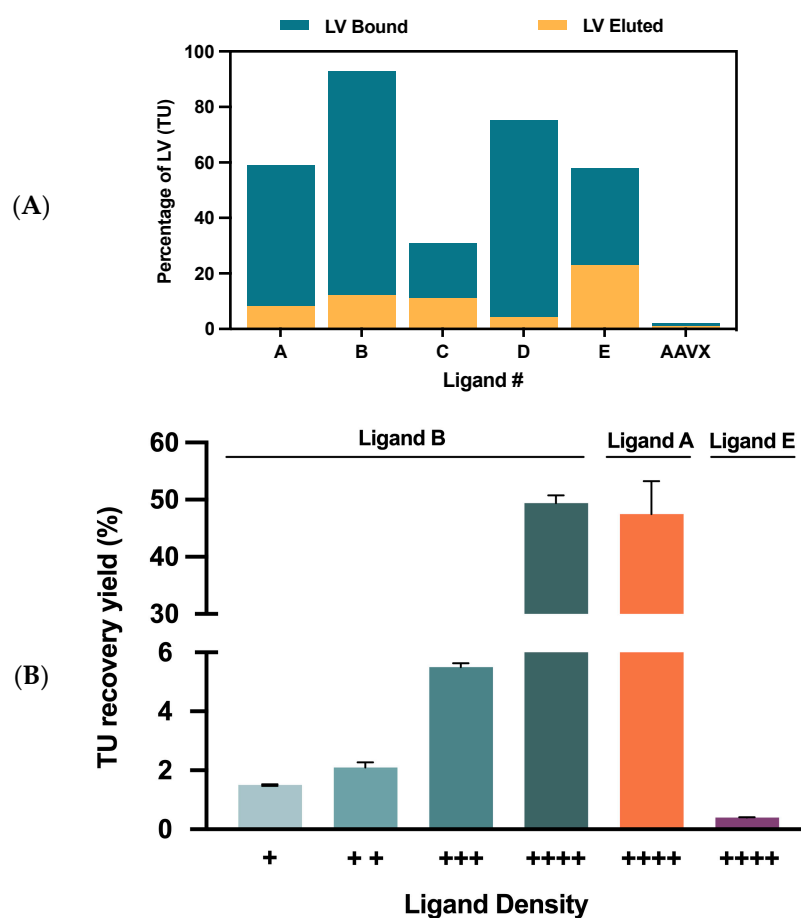 LV Bound LV Eluted
(A)
Percentage of LV (TU)
100
80
60
40
20
0
A B C D E AAVX
Ligand #
(B)
TU recovery yield (%)
Ligand B Ligand A Ligand E
60
50
40
30
6
4
2
0
+ ++ +++ ++++ ++++ ++++
Ligand Density